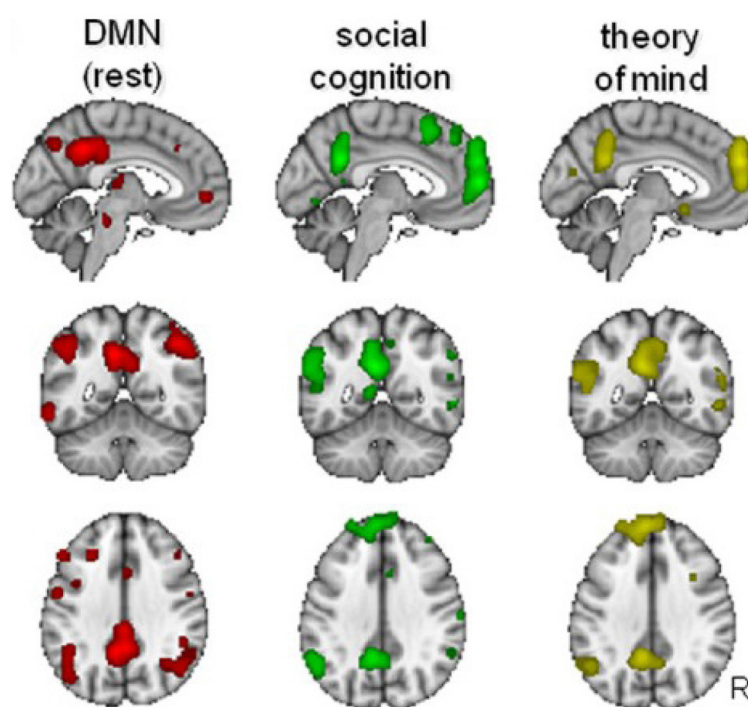 DMN
(rest)
social
cognition
theory
of mind
R